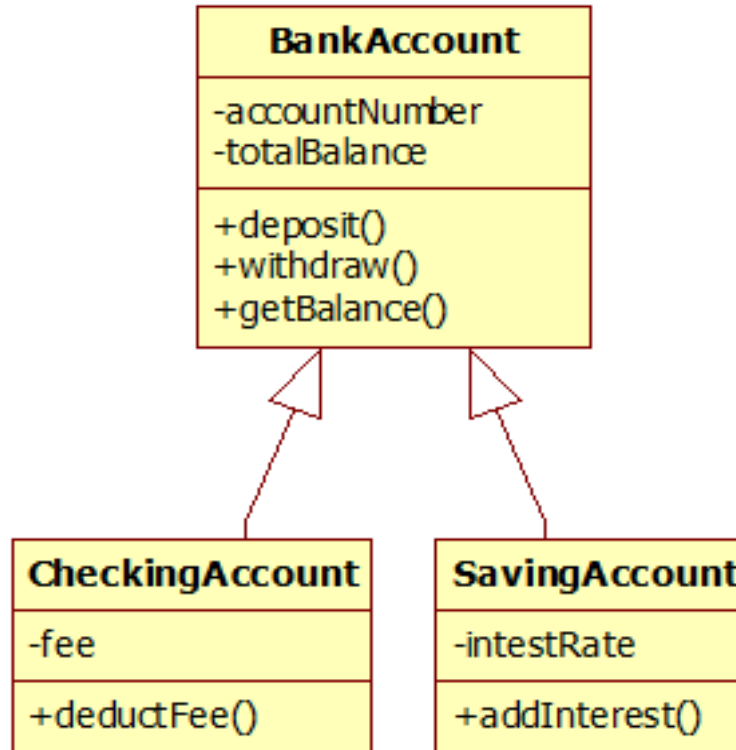 BankAccount
-accountNumber
-totalBalance
+deposit()
+withdraw()
+getBalance()
CheckingAccount
-fee
+deductFee()
SavingAccount
-intestRate
+addInterest()